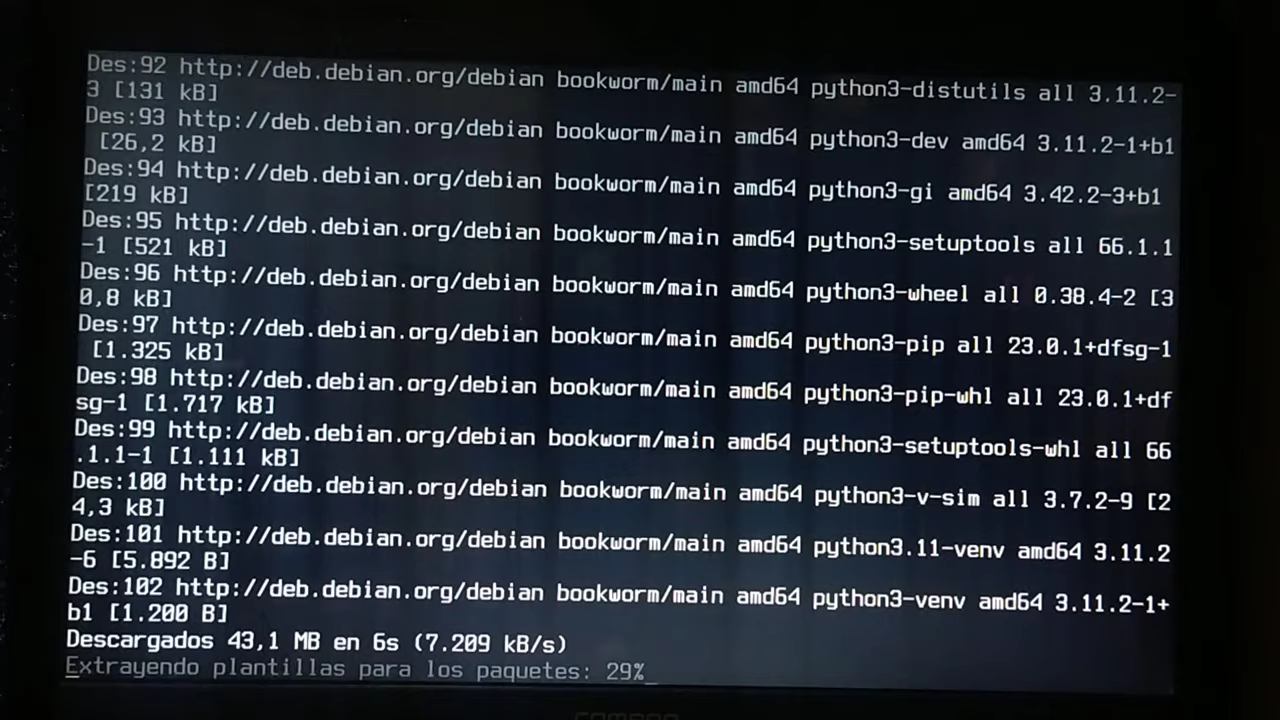 Des:92 http://deb.debian.org/debian bookworm/main amd64 python3-distutils all 3.11.2-
3 [131 kB]
Des:93 http://deb.debian.org/debian bookworm/main amd64 python3-dev amd64 3.11.2-1+b1
 [26,2 kB]
Des:94 http://deb.debian.org/debian bookworm/main amd64 python3-gi amd64 3.42.2-3+b1
[219 kB]
Des:95 http://deb.debian.org/debian bookworm/main amd64 python3-setuptools all 66.1.1
-1 [521 kB]
Des:96 http://deb.debian.org/debian bookworm/main amd64 python3-wheel all 0.38.4-2 [3
0,8 kB]
Des:97 http://deb.debian.org/debian bookworm/main amd64 python3-pip all 23.0.1+dfsg-1
 [1.325 kB]
Des:98 http://deb.debian.org/debian bookworm/main amd64 python3-pip-whl all 23.0.1+df
sg-1 [1.717 kB]
Des:99 http://deb.debian.org/debian bookworm/main amd64 python3-setuptools-whl all 66
.1.1-1 [1.111 kB]
Des:100 http://deb.debian.org/debian bookworm/main amd64 python3-v-sim all 3.7.2-9 [2
4,3 kB]
Des:101 http://deb.debian.org/debian bookworm/main amd64 python3.11-venv amd64 3.11.2
-6 [5.892 B]
Des:102 http://deb.debian.org/debian bookworm/main amd64 python3-venv amd64 3.11.2-1+
b1 [1.200 B]
Descargados 43,1 MB en 6s (7.209 kB/s)
Extrayendo plantillas para los paquetes: 29%_